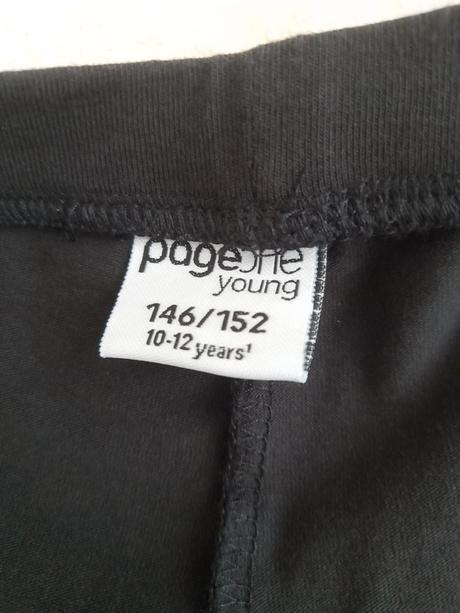 pageone
young
146/152
10-12 years¹